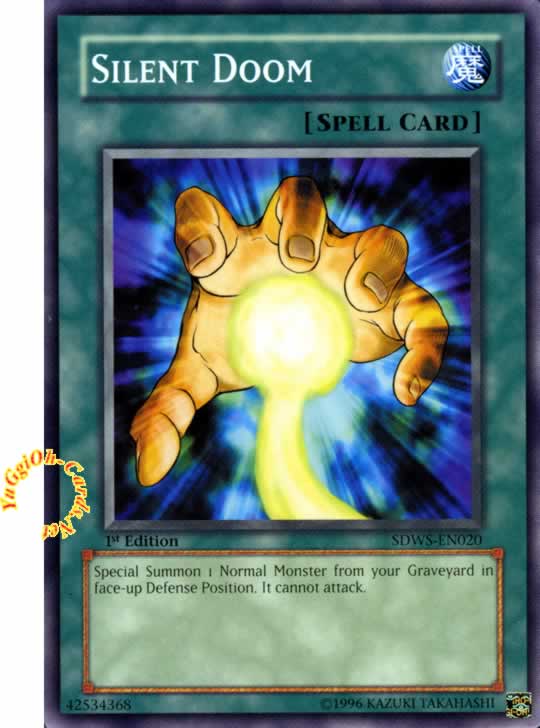 SILENT DOOM
SPELL
魔
[SPELL CARD]
YuGgiOh-Cards.Net
1st Edition
SDWS-EN020
Special Summon 1 Normal Monster from your Graveyard in
face-up Defense Position. It cannot attack.
42534368
©1996 KAZUKI TAKAHASHI